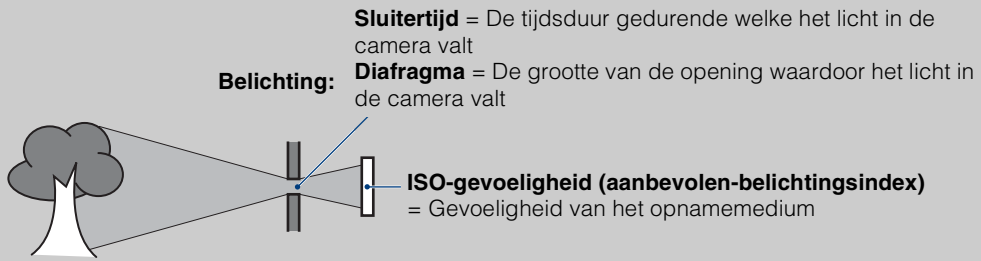 Sluitertijd = De tijdsduur gedurende welke het licht in de
camera valt
Belichting:
Diafragma = De grootte van de opening waardoor het licht in
de camera valt
ISO-gevoeligheid (aanbevolen-belichtingsindex)
= Gevoeligheid van het opnamemedium